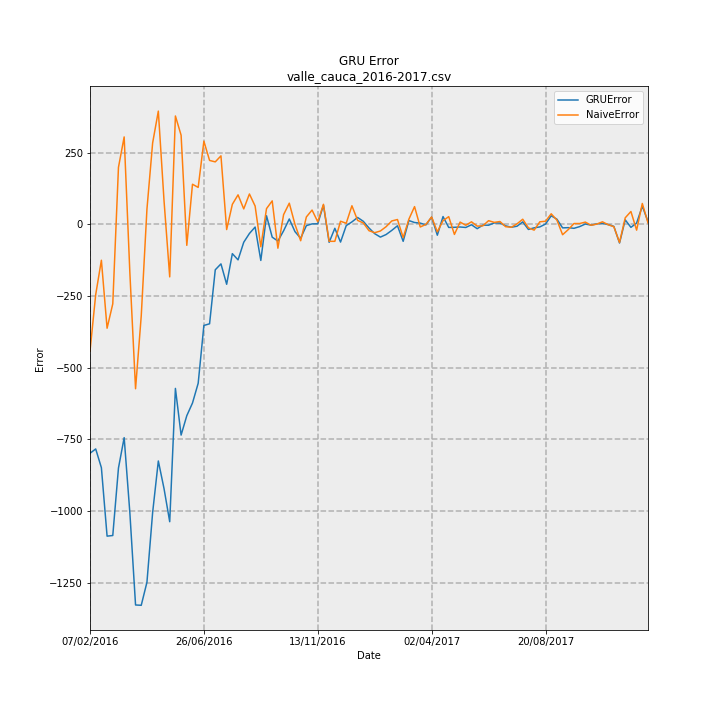 GRU Error
valle_cauca_2016-2017.csv
GRUError
NaiveError
250
0
−250
−500
−750
−1000
−1250
Error
07/02/2016 26/06/2016 13/11/2016 02/04/2017 20/08/2017
Date